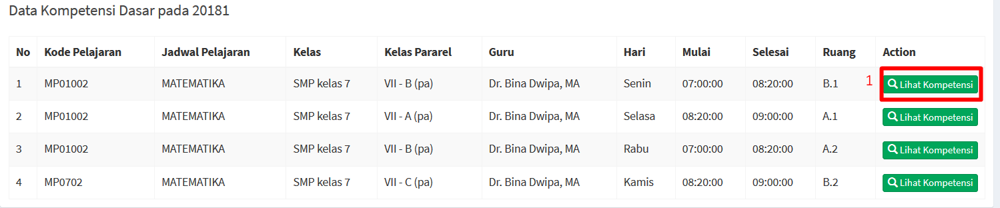 Data Kompetensi Dasar pada 20181
No Kode Pelajaran Jadwal Pelajaran Kelas Kelas Pararel Guru Hari Mulai Selesai Ruang Action
1 MP01002 MATEMATIKA SMP kelas 7 VII - B (pa) Dr. Bina Dwipa, MA Senin 07:00:00 08:20:00 B.1 1 Lihat Kompetensi
2 MP01002 MATEMATIKA SMP kelas 7 VII - A (pa) Dr. Bina Dwipa, MA Selasa 08:20:00 09:00:00 A.1 Lihat Kompetensi
3 MP01002 MATEMATIKA SMP kelas 7 VII - B (pa) Dr. Bina Dwipa, MA Rabu 07:00:00 08:20:00 A.2 Lihat Kompetensi
4 MP0702 MATEMATIKA SMP kelas 7 VII - C (pa) Dr. Bina Dwipa, MA Kamis 08:20:00 09:00:00 B.2 Lihat Kompetensi